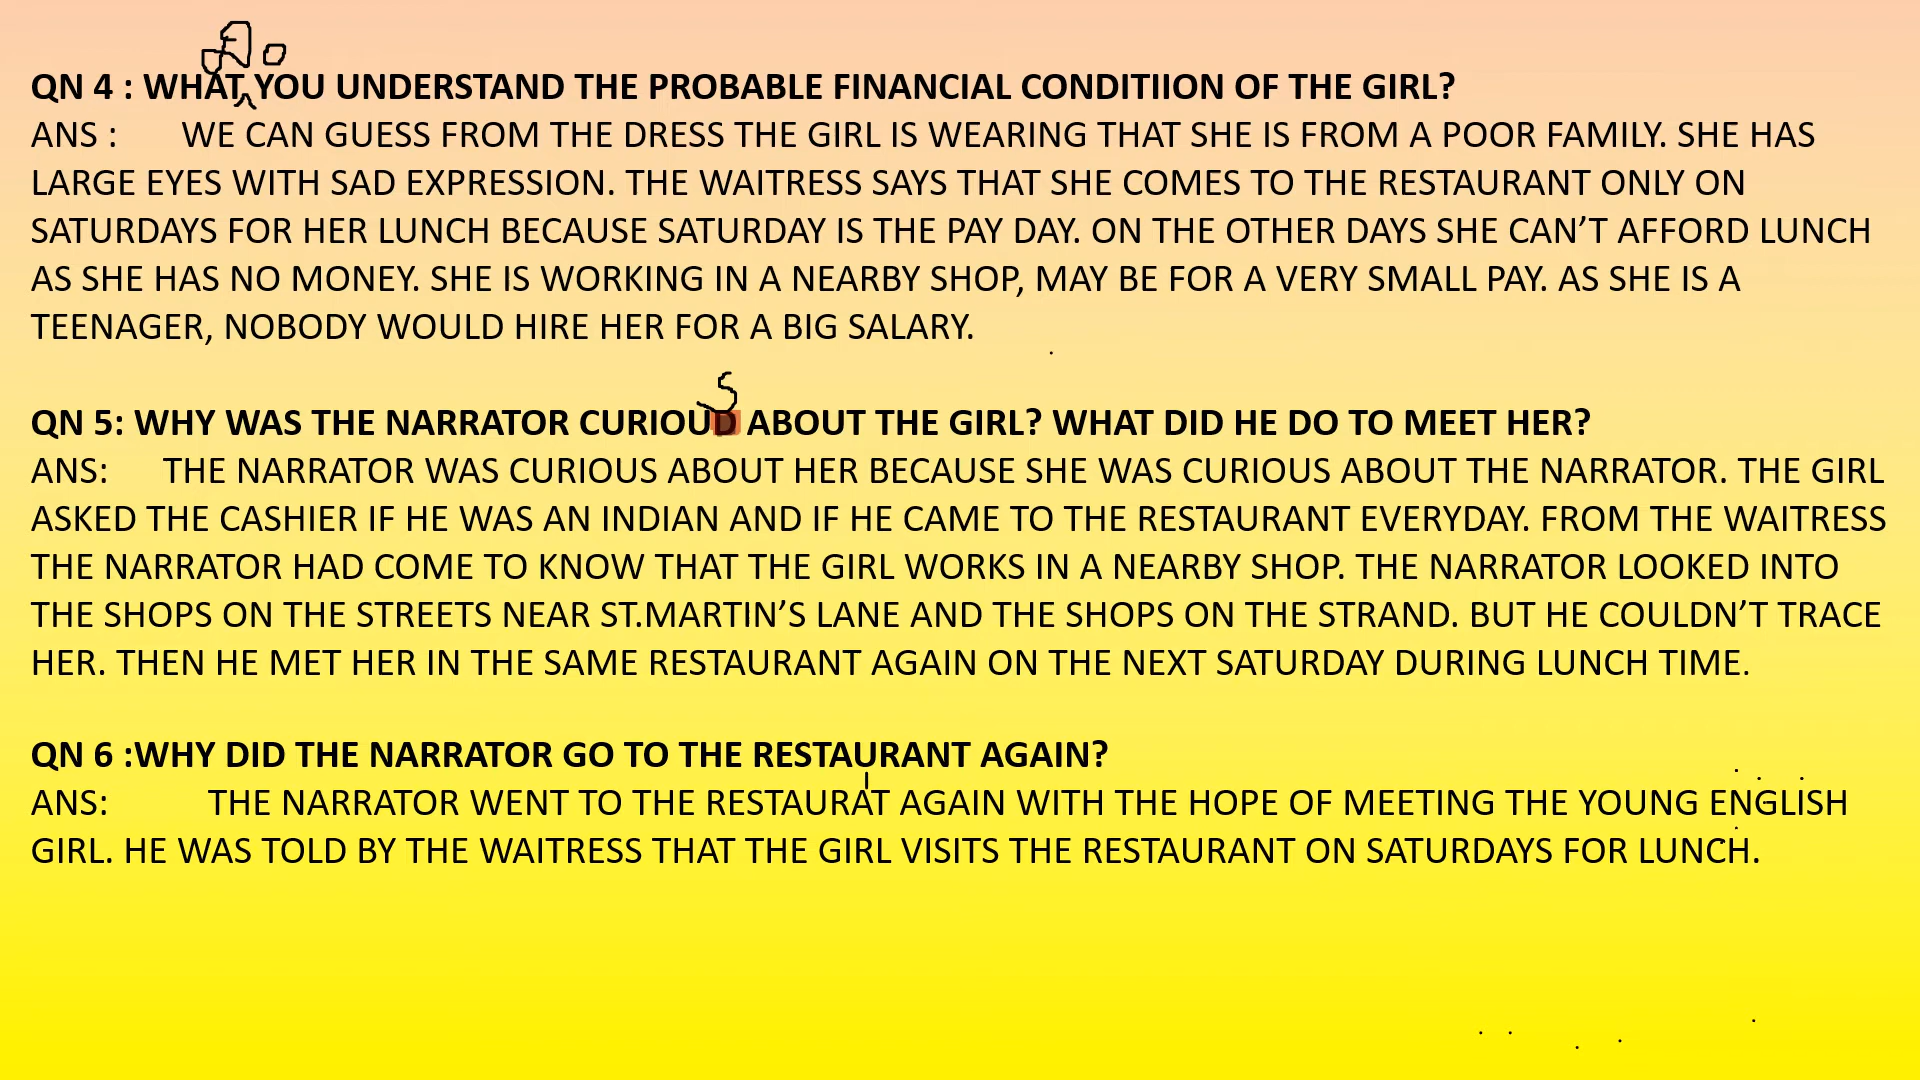 do
QN 4 : WHAT YOU UNDERSTAND THE PROBABLE FINANCIAL CONDITIION OF THE GIRL?
ANS : WE CAN GUESS FROM THE DRESS THE GIRL IS WEARING THAT SHE IS FROM A POOR FAMILY. SHE HAS
LARGE EYES WITH SAD EXPRESSION. THE WAITRESS SAYS THAT SHE COMES TO THE RESTAURANT ONLY ON
SATURDAYS FOR HER LUNCH BECAUSE SATURDAY IS THE PAY DAY. ON THE OTHER DAYS SHE CAN’T AFFORD LUNCH
AS SHE HAS NO MONEY. SHE IS WORKING IN A NEARBY SHOP, MAY BE FOR A VERY SMALL PAY. AS SHE IS A
TEENAGER, NOBODY WOULD HIRE HER FOR A BIG SALARY.
S
QN 5: WHY WAS THE NARRATOR CURIOUD ABOUT THE GIRL? WHAT DID HE DO TO MEET HER?
ANS: THE NARRATOR WAS CURIOUS ABOUT HER BECAUSE SHE WAS CURIOUS ABOUT THE NARRATOR. THE GIRL
ASKED THE CASHIER IF HE WAS AN INDIAN AND IF HE CAME TO THE RESTAURANT EVERYDAY. FROM THE WAITRESS
THE NARRATOR HAD COME TO KNOW THAT THE GIRL WORKS IN A NEARBY SHOP. THE NARRATOR LOOKED INTO
THE SHOPS ON THE STREETS NEAR ST.MARTIN’S LANE AND THE SHOPS ON THE STRAND. BUT HE COULDN’T TRACE
HER. THEN HE MET HER IN THE SAME RESTAURANT AGAIN ON THE NEXT SATURDAY DURING LUNCH TIME.
QN 6 :WHY DID THE NARRATOR GO TO THE RESTAURANT AGAIN?
ANS: THE NARRATOR WENT TO THE RESTAURAT AGAIN WITH THE HOPE OF MEETING THE YOUNG ENGLISH
GIRL. HE WAS TOLD BY THE WAITRESS THAT THE GIRL VISITS THE RESTAURANT ON SATURDAYS FOR LUNCH.